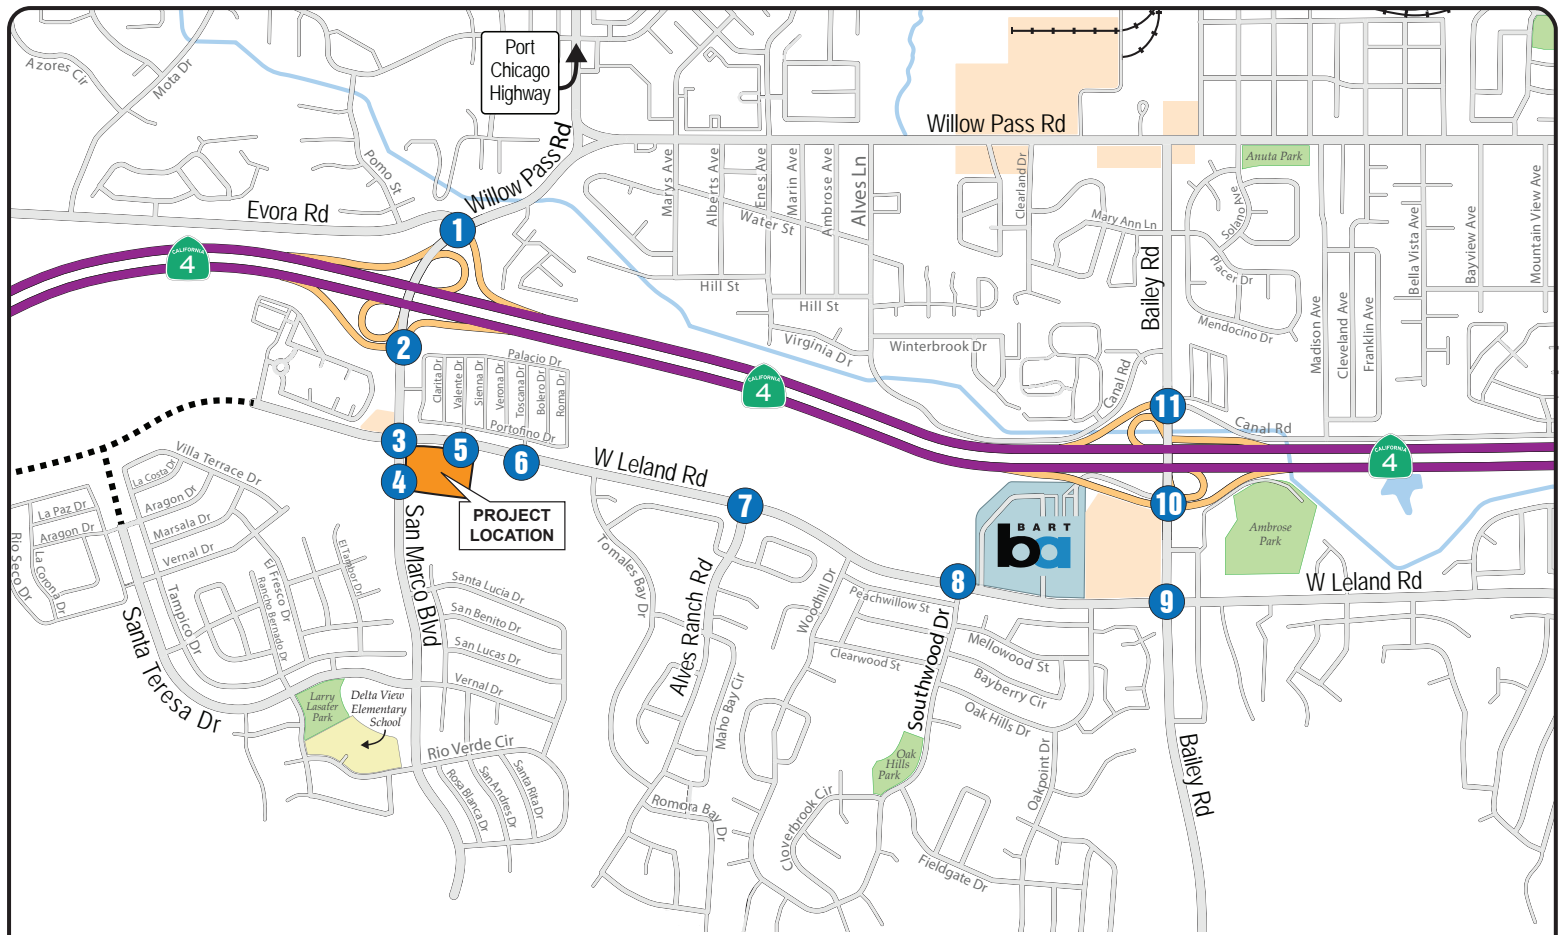 Port
Chicago
Highway
Azores Cir
Mota Dr
Pomo St
Willow Pass Rd
Evora Rd
1
CALIFORNIA
4
2
Willow Pass Rd
Marys Ave
Alberts Ave
Enes Ave
Marin Ave
Ambrose Ave
Alves Ln
Water St
Hill St
Hill St
Virginia Dr
Winterbrook Dr
Clearland Dr
Mary Ann Ln
Bailey Rd
Canal Rd
Anuta Park
Solano Ave
Placer Dr
Mendocino Dr
Madison Ave
Cleveland Ave
Franklin Ave
Bella Vista Ave
Bayview Ave
Mountain View Ave
CALIFORNIA
4
11
Canal Rd
CALIFORNIA
4
10
Ambrose
Park
Palacio Dr
Clarita Dr
Valente Dr
Sienna Dr
Verona Dr
Toscana Dr
Bolero Dr
Roma Dr
Portofino Dr
3
5
6
4
PROJECT
LOCATION
W Leland Rd
7
BART
ba
8
9
W Leland Rd
Villa Terrace Dr
La Costa Dr
Aragon Dr
Marsala Dr
Vernal Dr
La Paz Dr
Aragon Dr
Rio Seco Dr
La Corona Dr
Tampico Dr
El Fresco Dr
Rancho Bernado Dr
El Tambor Dr
Santa Teresa Dr
San Marco Blvd
Santa Lucia Dr
San Benito Dr
San Lucas Dr
Vernal Dr
Larry
Lasater
Park
Delta View
Elementary
School
Rio Verde Cir
Rosa Blanca Dr
San Andres Dr
Santa Rita Dr
Tomales Bay Dr
Alves Ranch Rd
Maho Bay Cir
Romora Bay Dr
Woodhill Dr
Peachwillow St
Clearwood St
Southwood Dr
Mellowood St
Bayberry Cir
Oak Hills Dr
Oak
Hills
Park
Cloverbrook Cir
Oakpoint Dr
Fieldgate Dr
Bailey Rd